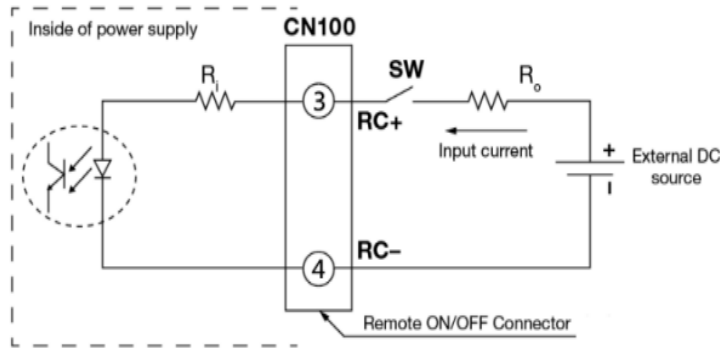 Inside of power supply
CN100
Ri
3
SW
Ro
RC+
Input current
+
External DC
source
4
RC−
Remote ON/OFF Connector